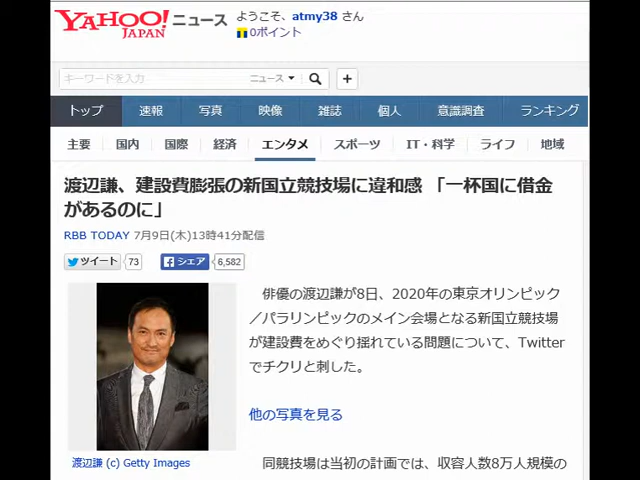 YAHOO! JAPAN ニュース
ようこそ、atmy38 さん
0ポイント
キーワードを入力 ニュース
トップ 速報 写真 映像 雑誌 個人 意識調査 ランキング
主要 国内 国際 経済 エンタメ スポーツ IT・科学 ライフ 地域
渡辺謙、建設費膨張の新国立競技場に違和感 「一杯国に借金
があるのに」
RBB TODAY 7月9日(木)13時41分配信
ツイート 73 シェア 6,582
俳優の渡辺謙が8日、2020年の東京オリンピック
／パラリンピックのメイン会場となる新国立競技場
が建設費をめぐり揺れている問題について、Twitter
でチクリと刺した。
他の写真を見る
渡辺謙 (c) Getty Images
同競技場は当初の計画では、収容人数8万人規模の